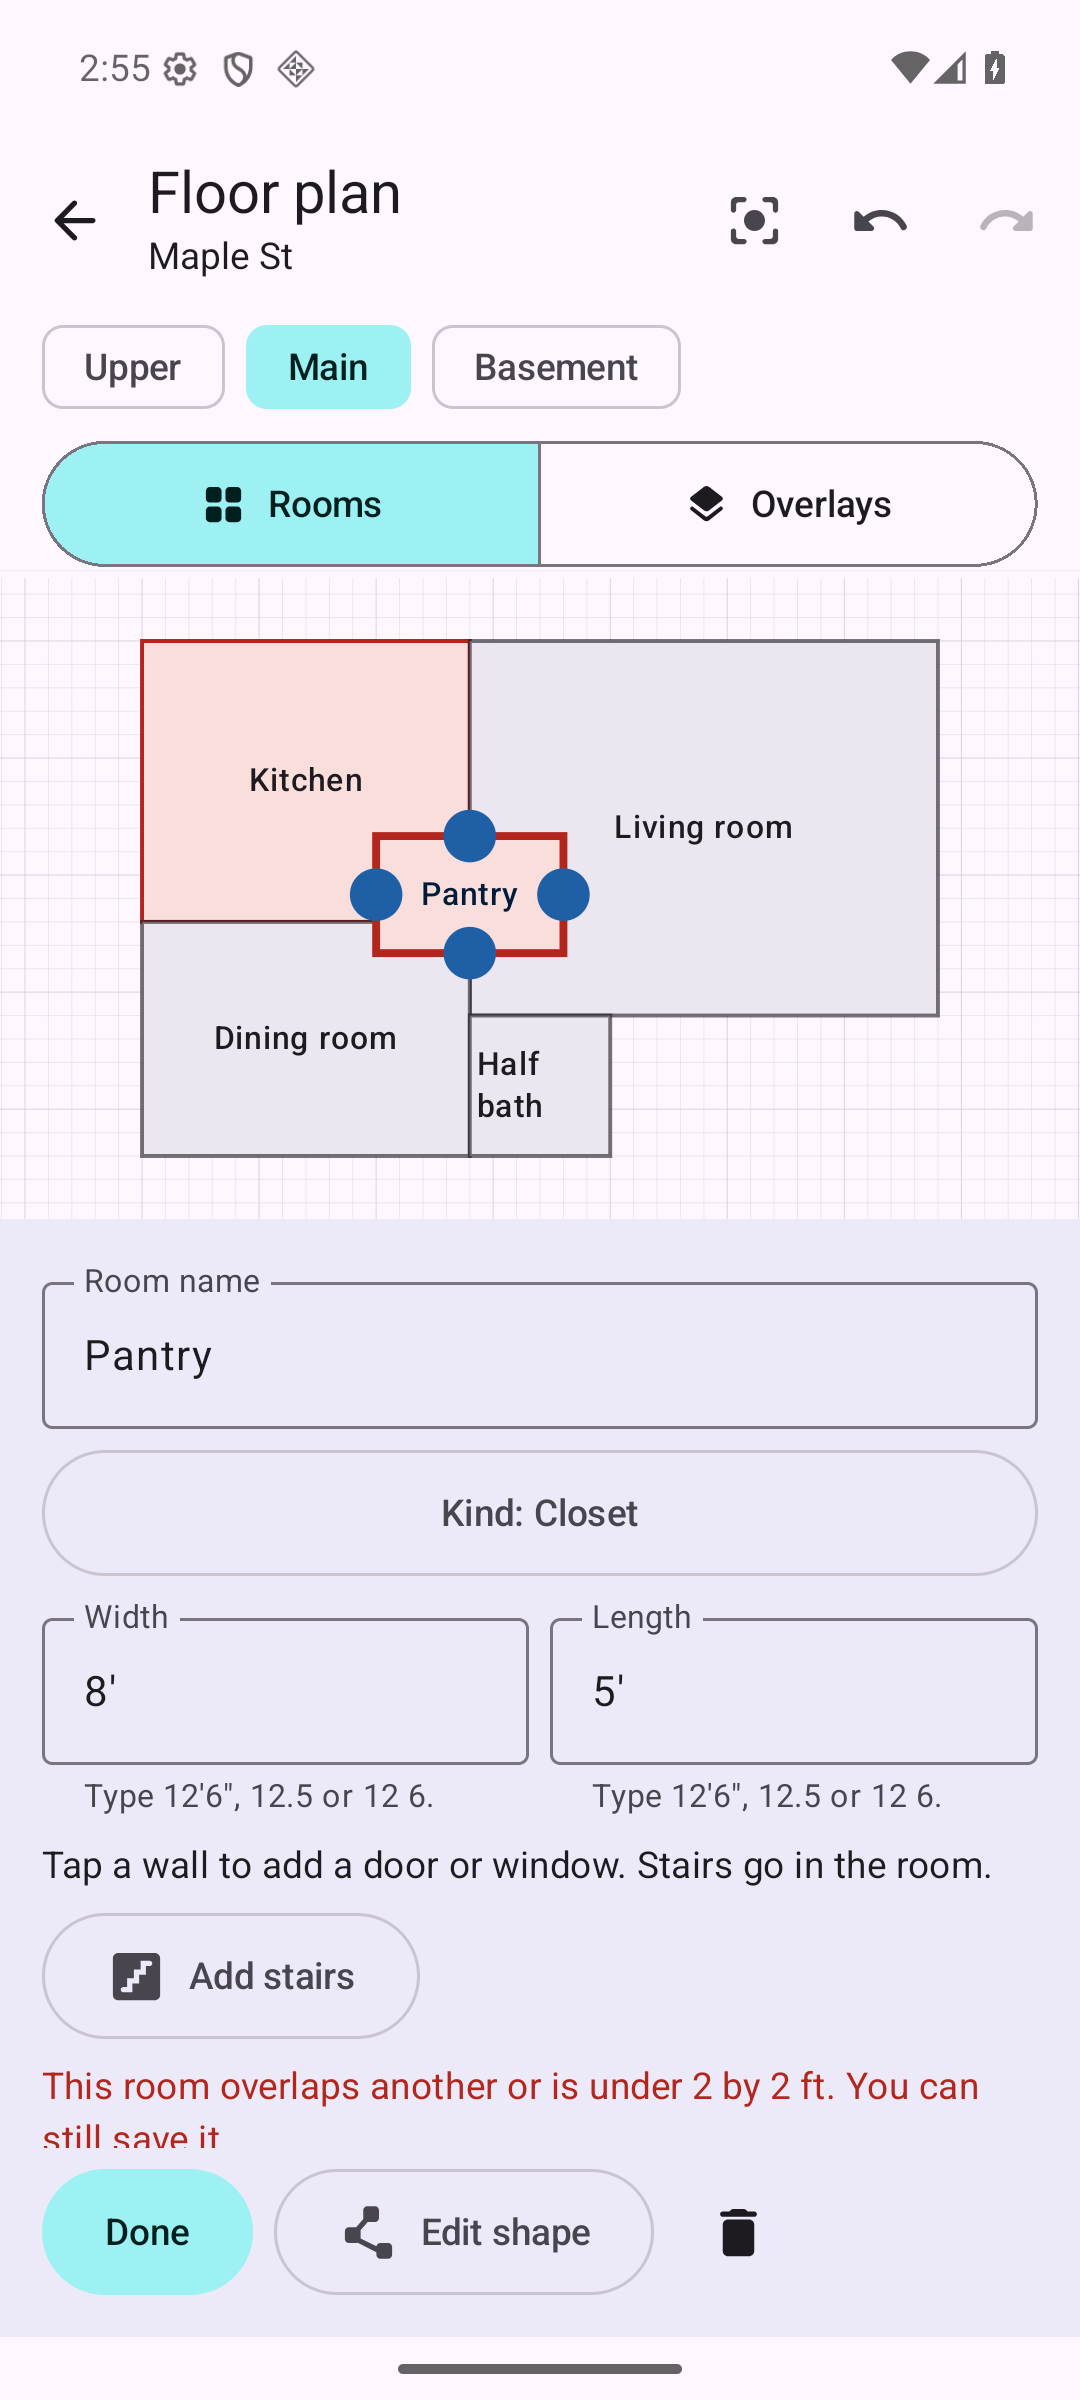 2:55
Floor plan
Maple St
Upper
Main
Basement
Rooms
Overlays
Kitchen
Living room
Pantry
Dining room
Half
bath
Room name
Pantry
Kind: Closet
Width
Length
8'
5'
Type 12'6", 12.5 or 12 6.
Type 12'6", 12.5 or 12 6.
Tap a wall to add a door or window. Stairs go in the room.
Add stairs
This room overlaps another or is under 2 by 2 ft. You can
still save it
Done
Edit shape